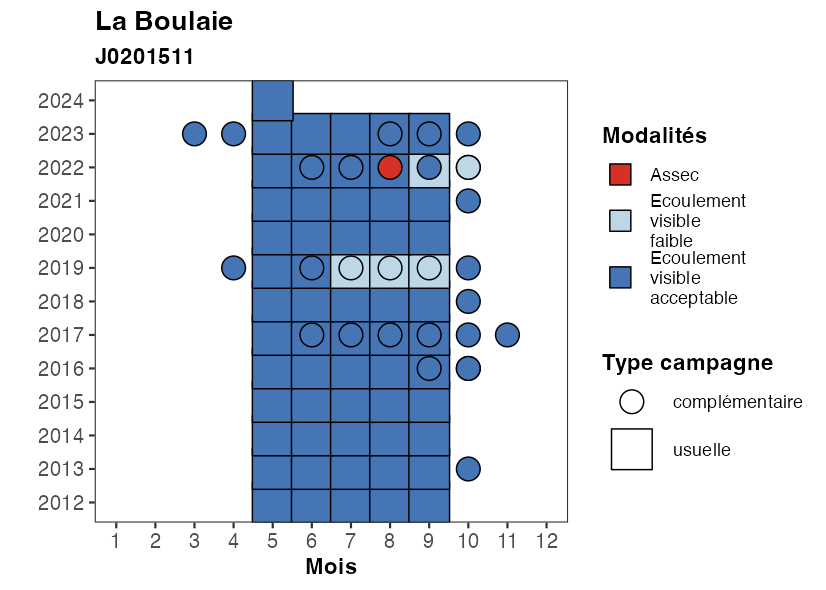 La Boulaie
J0201511
2024
2023
2022
2021
2020
2019
2018
2017
2016
2015
2014
2013
2012
1 2 3 4 5 6 7 8 9 10 11 12
Mois
Modalités
Assec
Ecoulement
visible
faible
Ecoulement
visible
acceptable
Type campagne
complémentaire
usuelle